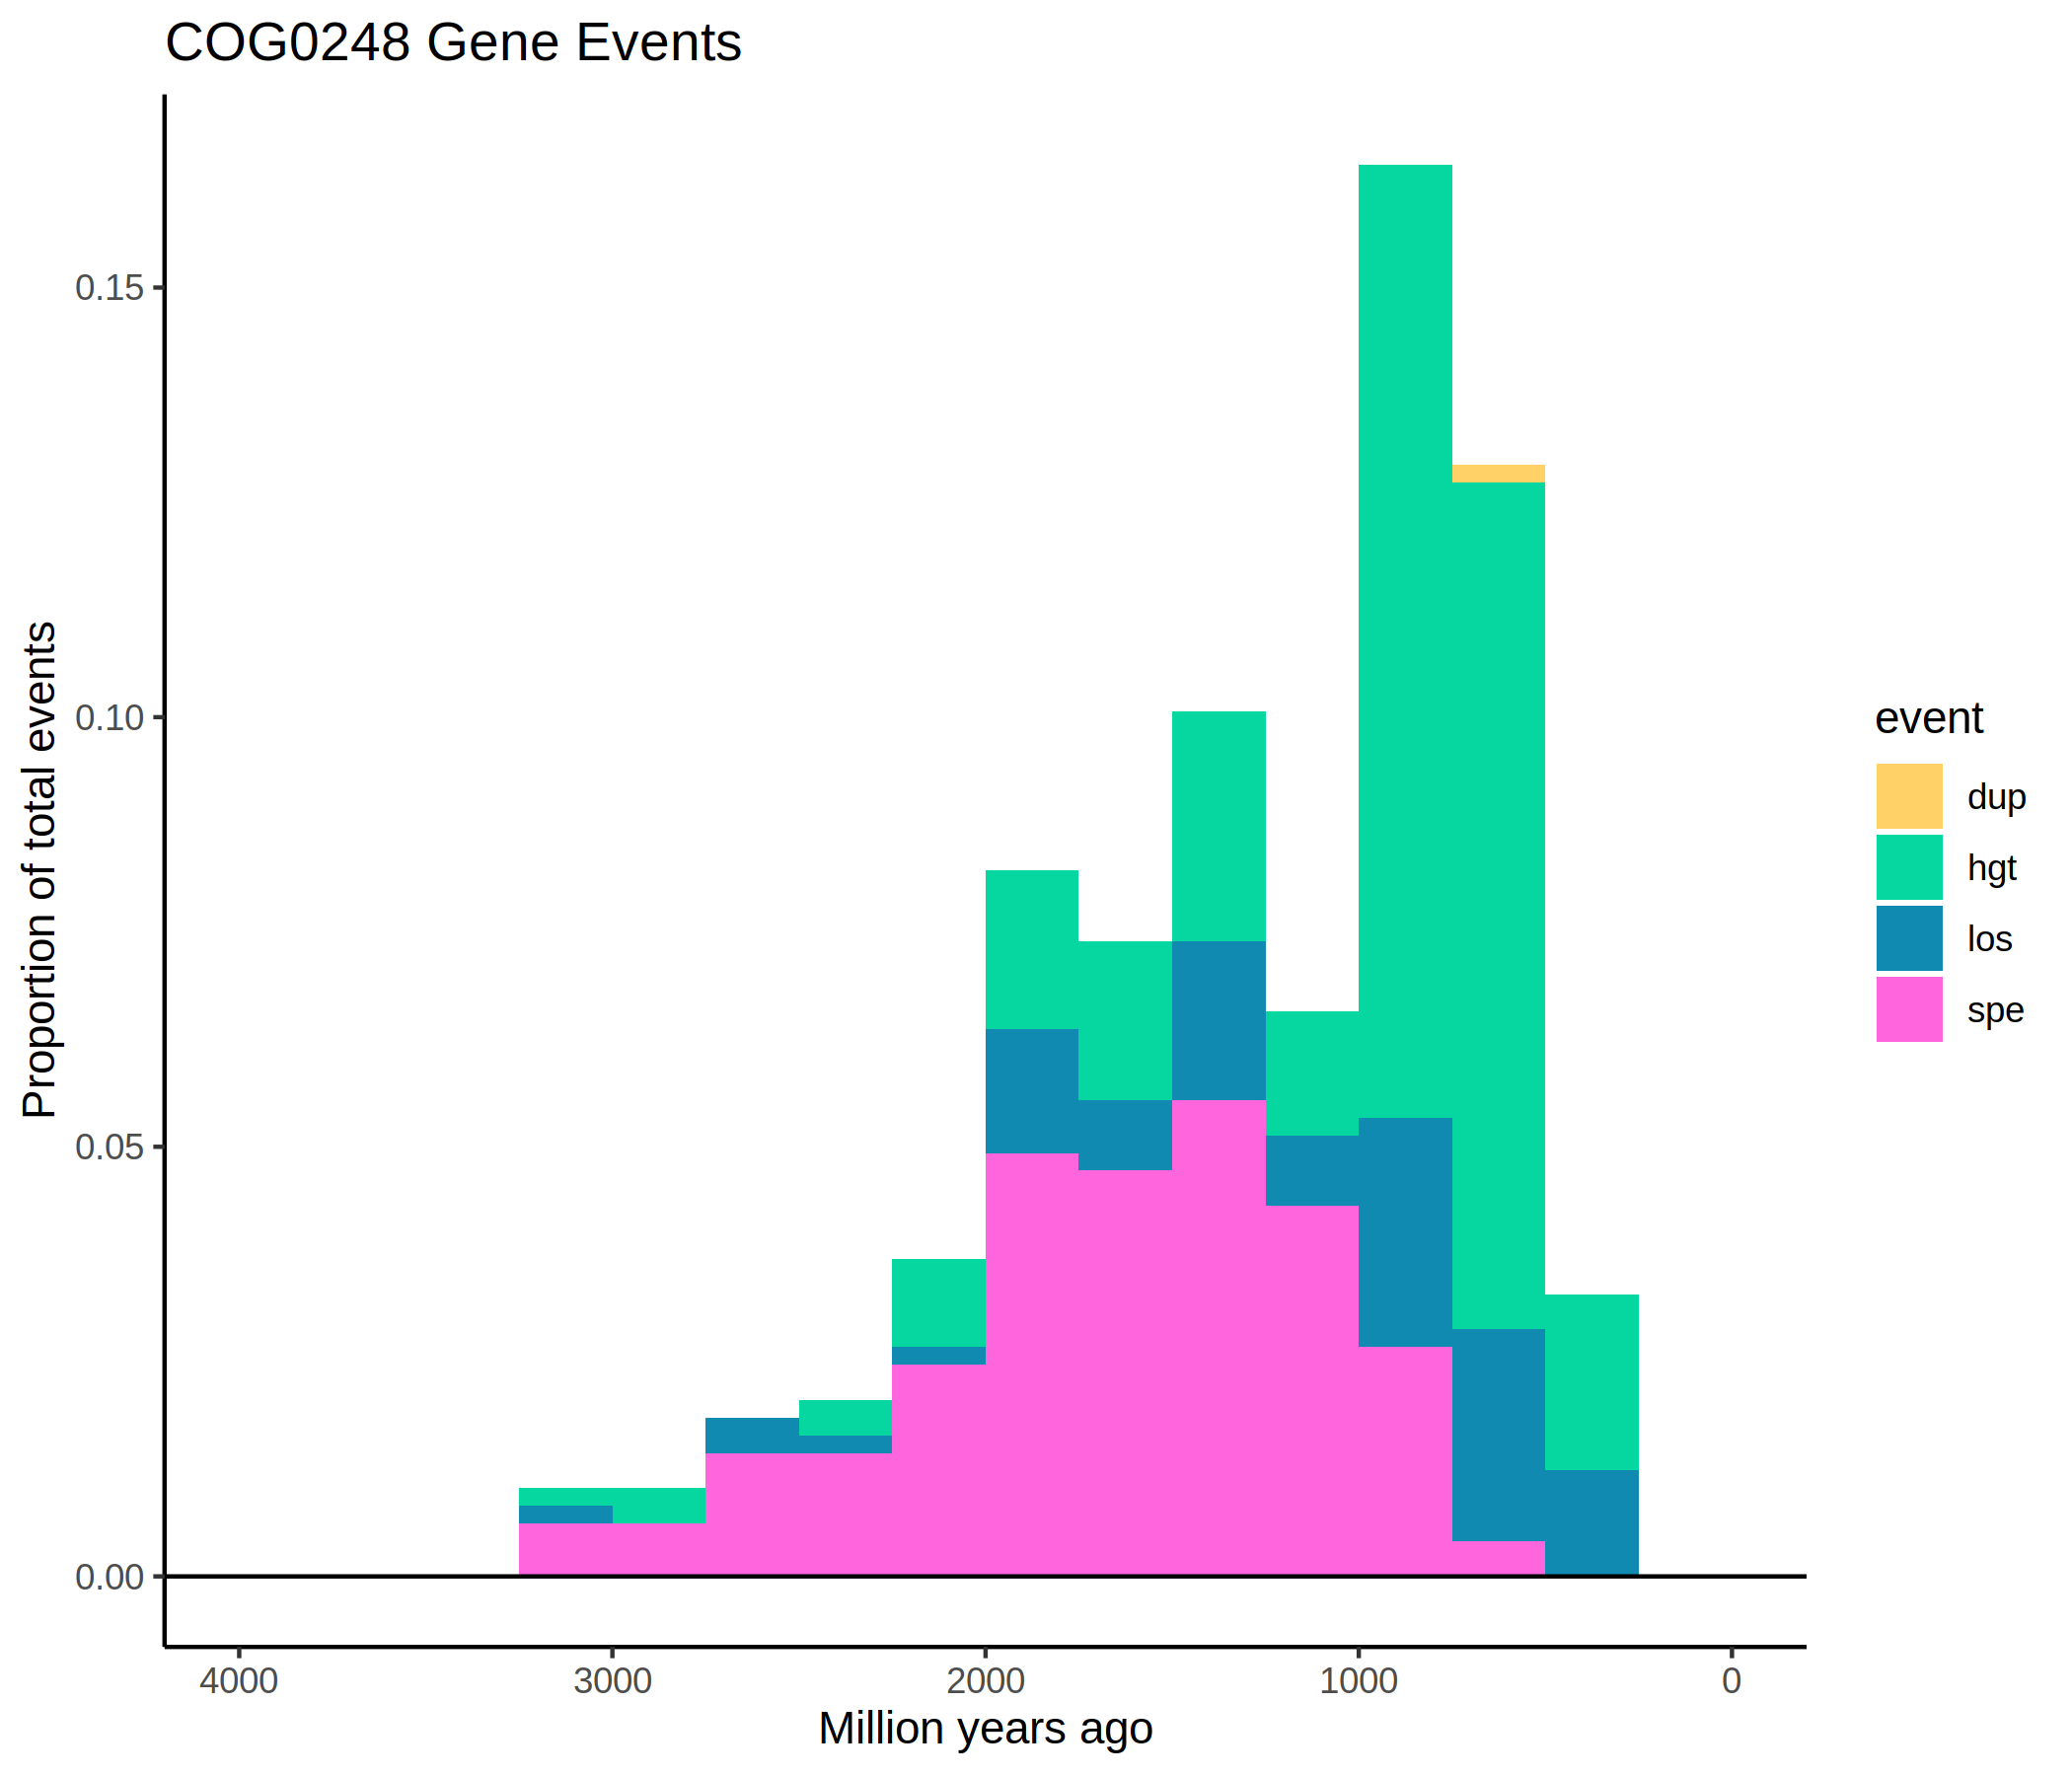 COG0248 Gene Events
Proportion of total events
0.15
0.10
0.05
0.00
4000 3000 2000 1000 0
Million years ago
event
dup
hgt
los
spe